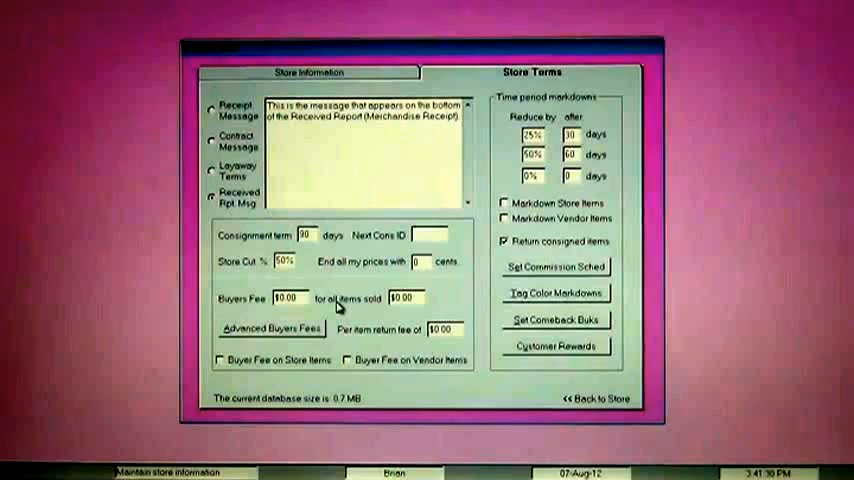 Store Information
Store Terms
Receipt
Message
Contract
Message
Layaway
Terms
Received
Rpt. Msg
This is the message that appears on the bottom
of the Received Report (Merchandise Receipt).
Time period markdowns
Reduce by after
25% 30 days
50% 60 days
0% 0 days
Markdown Store Items
Markdown Vendor Items
Return consigned items
Consignment term 90 days Next Cons ID
Store Cut % 50% End all my prices with 0 cents.
Set Commission Sched
Tag Color Markdowns
Buyers Fee $0.00 for all items sold $0.00
Set Comeback Buks
Advanced Buyers Fees Per item return fee of $0.00
Customer Rewards
Buyer Fee on Store Items Buyer Fee on Vendor Items
The current database size is: 0.7 MB
<< Back to Store
Maintain store information Brian 07-Aug-12 3:41:30 PM